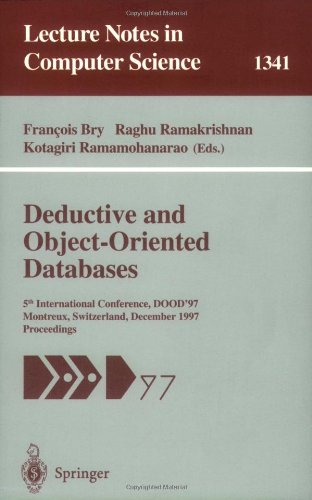 Lecture Notes in
Computer Science 1341
François Bry Raghu Ramakrishnan
Kotagiri Ramamohanarao (Eds.)
Deductive and
Object-Oriented
Databases
5th International Conference, DOOD'97
Montreux, Switzerland, December 1997
Proceedings
97
Springer